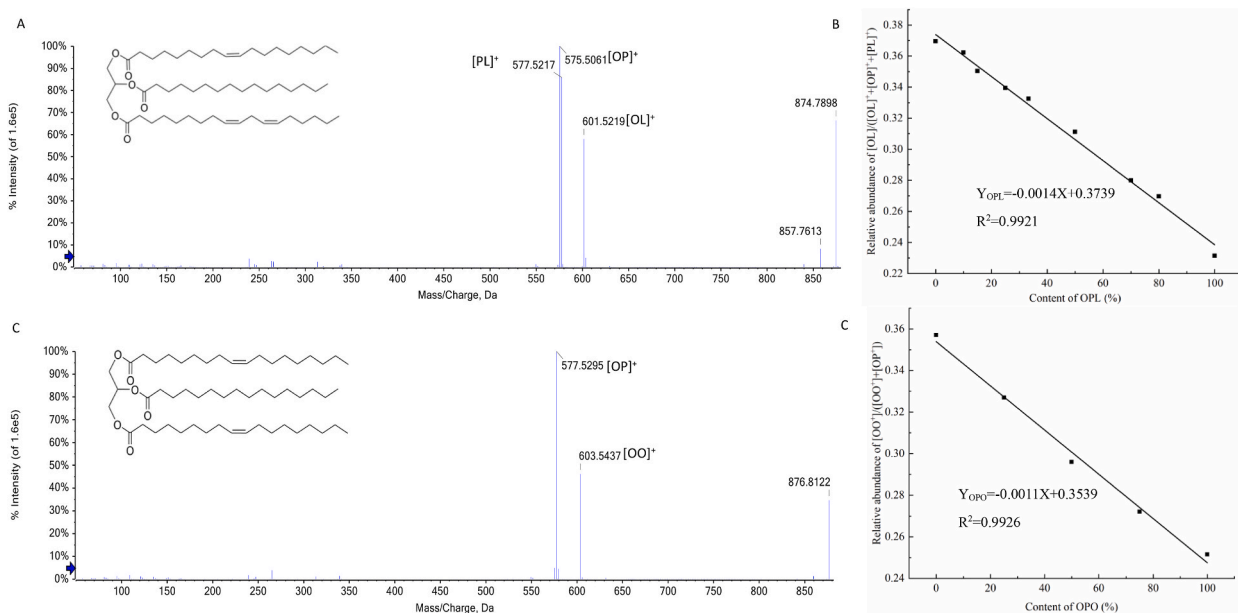 A
% Intensity (of 1.6e5)
100%
90%
80%
70%
60%
50%
40%
30%
20%
10%
0%
O
O
O
O
O
O
[PL]⁺
577.5217
575.5061 [OP]⁺
601.5219 [OL]⁺
857.7613
874.7898
100 150 200 250 300 350 400 450 500 550 600 650 700 750 800 850
Mass/Charge, Da
B
Relative abundance of [OL]/([OL]⁺+[OP]⁺+[PL]⁺)
0.38
0.36
0.34
0.32
0.30
0.28
0.26
0.24
0.22
Y_OPL=-0.0014X+0.3739
R²=0.9921
0 20 40 60 80 100
Content of OPL (%)
C
% Intensity (of 1.6e5)
100%
90%
80%
70%
60%
50%
40%
30%
20%
10%
0%
O
O
O
O
O
O
577.5295 [OP]⁺
603.5437 [OO]⁺
876.8122
100 150 200 250 300 350 400 450 500 550 600 650 700 750 800 850
Mass/Charge, Da
C
Relative abundance of [OO⁺]/([OO⁺]+[OP⁺])
0.36
0.34
0.32
0.30
0.28
0.26
0.24
Y_OPO=-0.0011X+0.3539
R²=0.9926
0 20 40 60 80 100
Content of OPO (%)